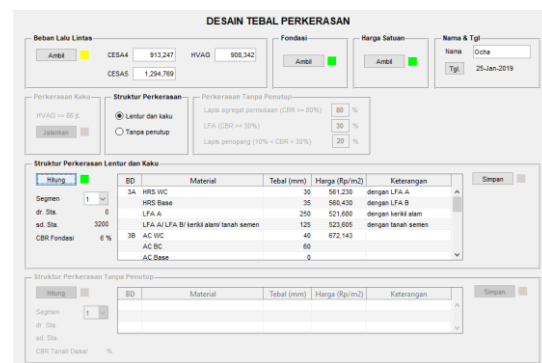 DESAIN TEBAL PERKERASAN
Beban Lalu Lintas
Ambil CESA4 913,247 HVAG 908,342
CESA5 1,294,769
Fondasi
Ambil
Harga Satuan
Ambil
Nama & Tgl
Nama Ocha
Tgl. 25-Jan-2019
Perkerasan Kaku
HVAG >= 66 jt.
Jalankan
Struktur Perkerasan
Lentur dan kaku
Tanpa penutup
Perkerasan Tanpa Penutup
Lapis agregat permukaan (CBR >= 80%) 80 %
LFA (CBR >= 30%) 30 %
Lapis penopang (10% < CBR < 30%) 20 %
Struktur Perkerasan Lentur dan Kaku
Hitung
Segmen 1
dr. Sta. 0
sd. Sta. 3200
CBR Fondasi 6 %
BD Material Tebal (mm) Harga (Rp/m2) Keterangan
3A HRS WC 30 561,230 dengan LFA A
HRS Base 35 560,430 dengan LFA B
LFA A 250 521,600 dengan kerikil alam
LFA A/ LFA B/ kerikil alam/ tanah semen 125 523,605 dengan tanah semen
3B AC WC 40 672,143
AC BC 60
AC Base 0
Simpan
Struktur Perkerasan Tanpa Penutup
Hitung
Segmen 1
dr. Sta.
sd. Sta.
CBR Tanah Dasar %
BD Material Tebal (mm) Harga (Rp/m2) Keterangan
Simpan